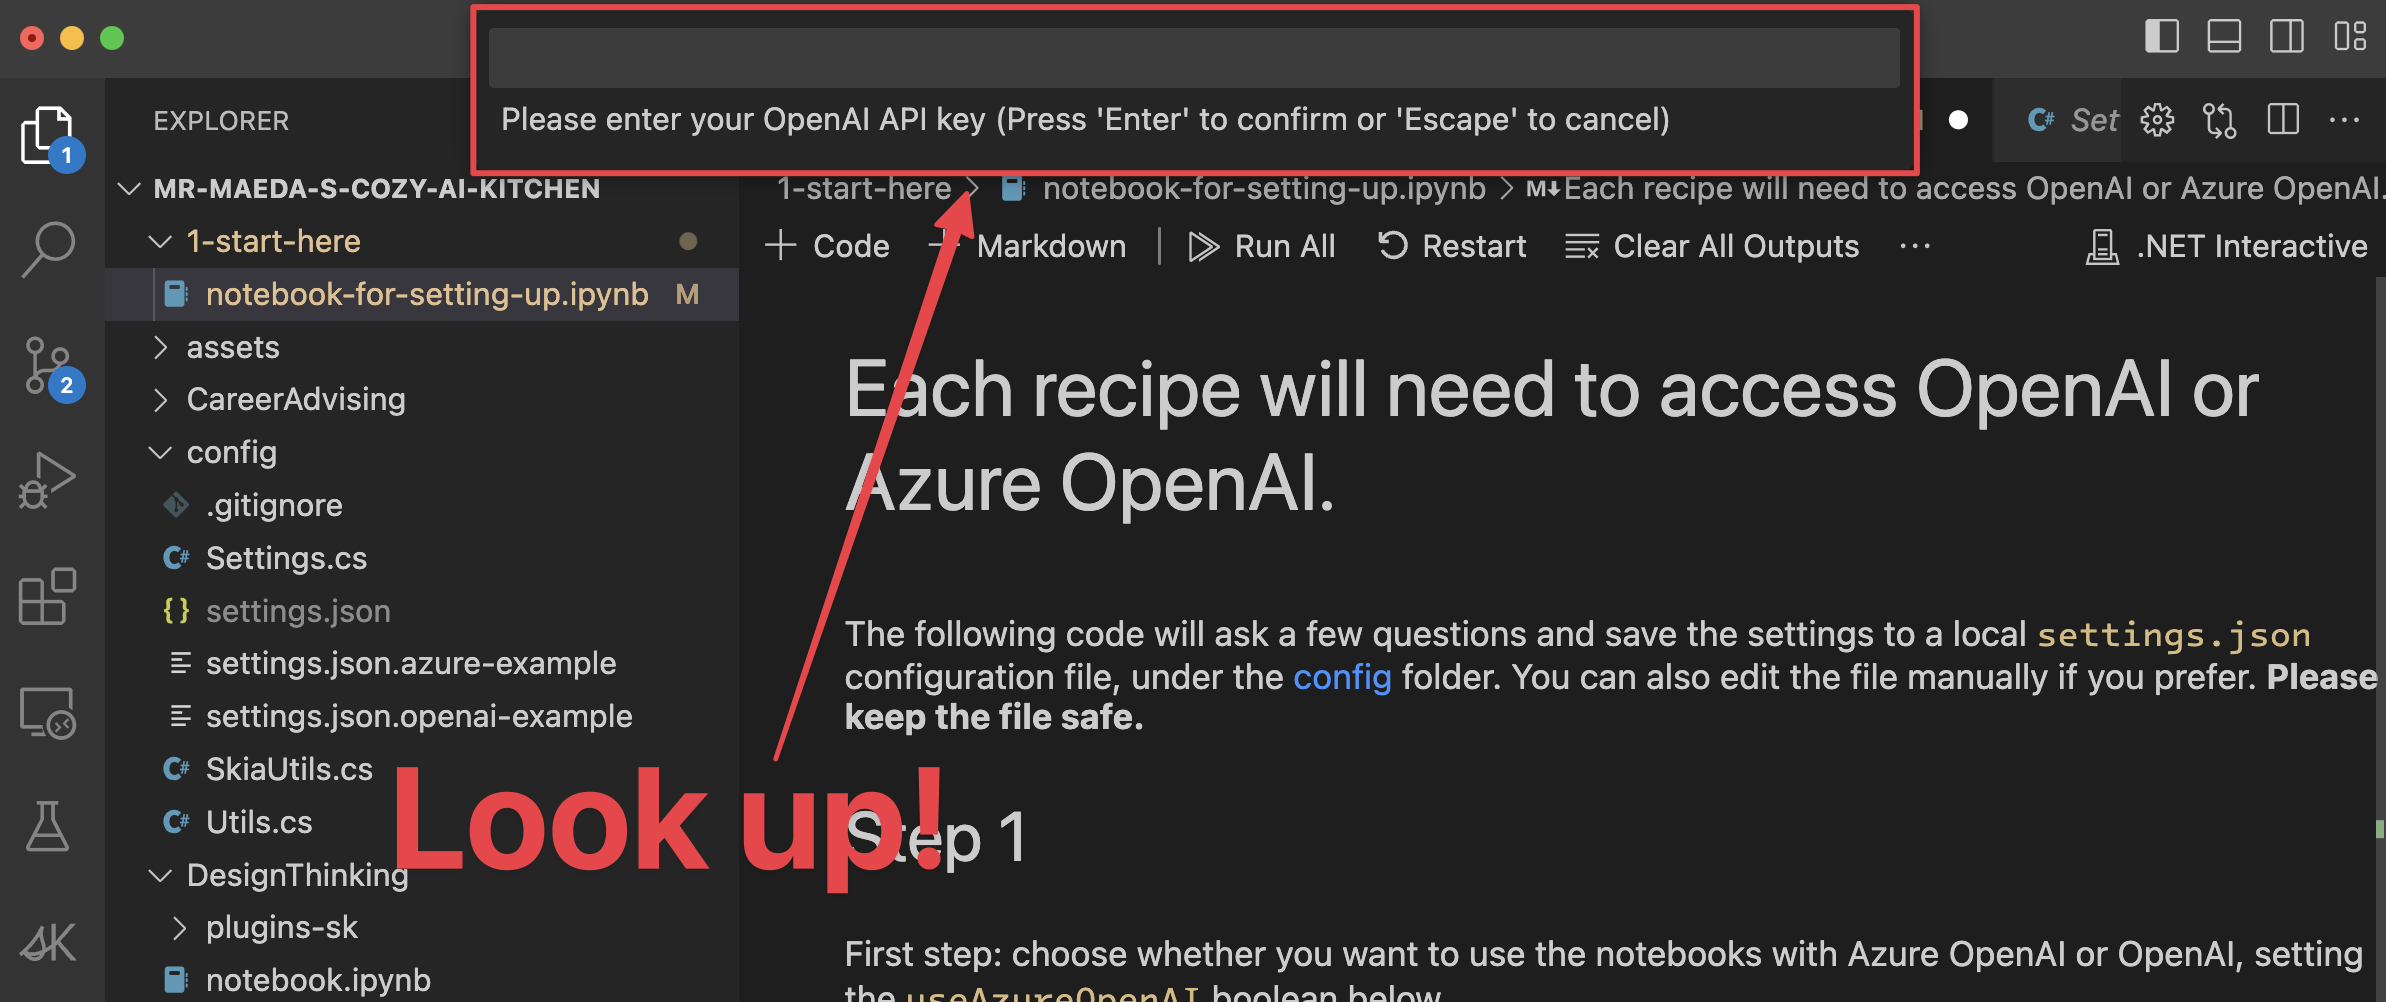 Please enter your OpenAI API key (Press 'Enter' to confirm or 'Escape' to cancel)
EXPLORER
C# Set
1
MR-MAEDA-S-COZY-AI-KITCHEN
1-start-here
notebook-for-setting-up.ipynb M
assets
2
CareerAdvising
config
.gitignore
C# Settings.cs
{} settings.json
settings.json.azure-example
settings.json.openai-example
C# SkiaUtils.cs
C# Utils.cs
DesignThinking
plugins-sk
notebook.ipynb
K
1-start-here > notebook-for-setting-up.ipynb > M↓ Each recipe will need to access OpenAI or Azure OpenAI.
+ Code + Markdown | Run All Restart Clear All Outputs ··· .NET Interactive
Each recipe will need to access OpenAI or
Azure OpenAI.
The following code will ask a few questions and save the settings to a local settings.json
configuration file, under the config folder. You can also edit the file manually if you prefer. Please
keep the file safe.
Look up!
Step 1
First step: choose whether you want to use the notebooks with Azure OpenAI or OpenAI, setting
the useAzureOpenAI boolean below